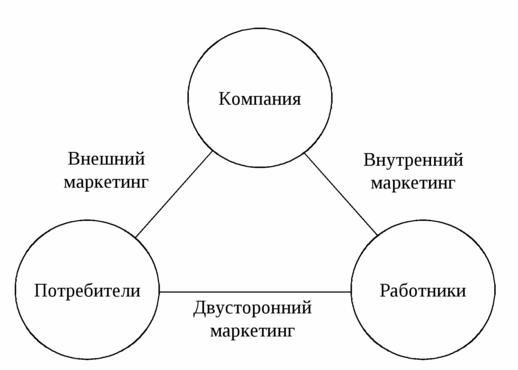 Компания
Внешний
маркетинг
Внутренний
маркетинг
Потребители
Двусторонний
маркетинг
Работники